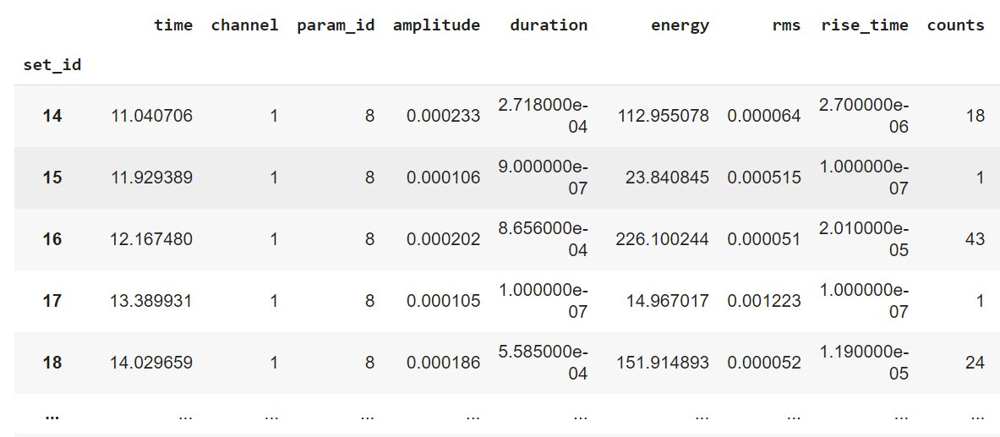 time channel param_id amplitude duration energy rms rise_time counts
set_id
14 11.040706 1 8 0.000233 2.718000e-04 112.955078 0.000064 2.700000e-06 18
15 11.929389 1 8 0.000106 9.000000e-07 23.840845 0.000515 1.000000e-07 1
16 12.167480 1 8 0.000202 8.656000e-04 226.100244 0.000051 2.010000e-05 43
17 13.389931 1 8 0.000105 1.000000e-07 14.967017 0.001223 1.000000e-07 1
18 14.029659 1 8 0.000186 5.585000e-04 151.914893 0.000052 1.190000e-05 24
... ... ... ... ... ... ... ... ... ...